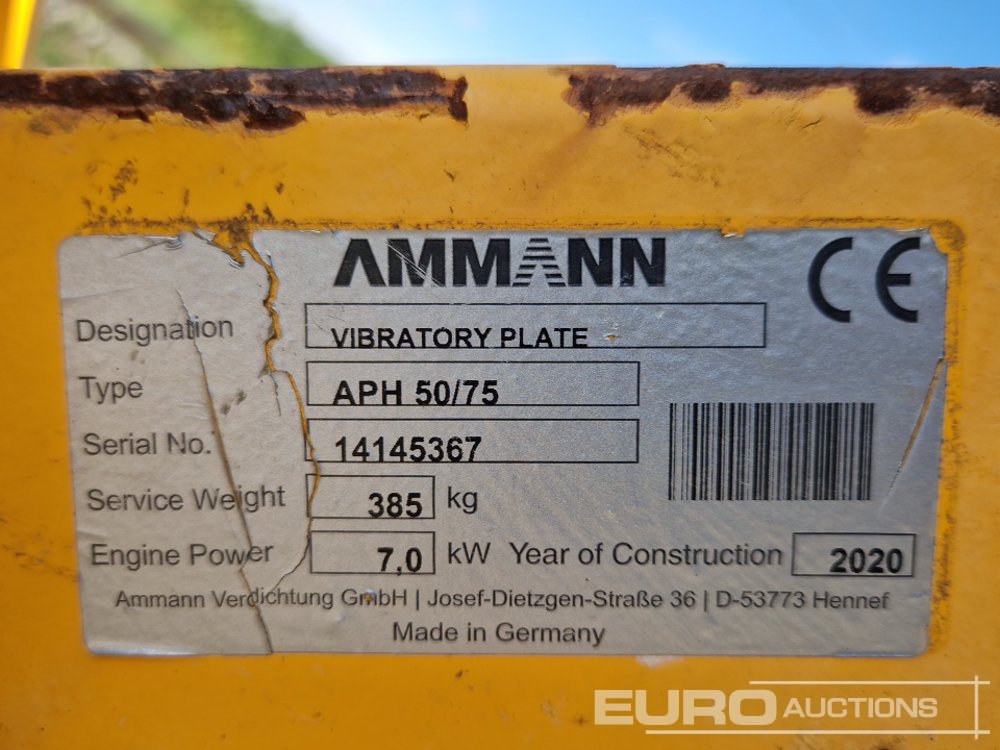 AMMANN CE
Designation VIBRATORY PLATE
Type APH 50/75
Serial No. 14145367
Service Weight 385 kg
Engine Power 7,0 kW Year of Construction 2020
Ammann Verdichtung GmbH | Josef-Dietzgen-Straße 36 | D-53773 Hennef
Made in Germany
EURO AUCTIONS